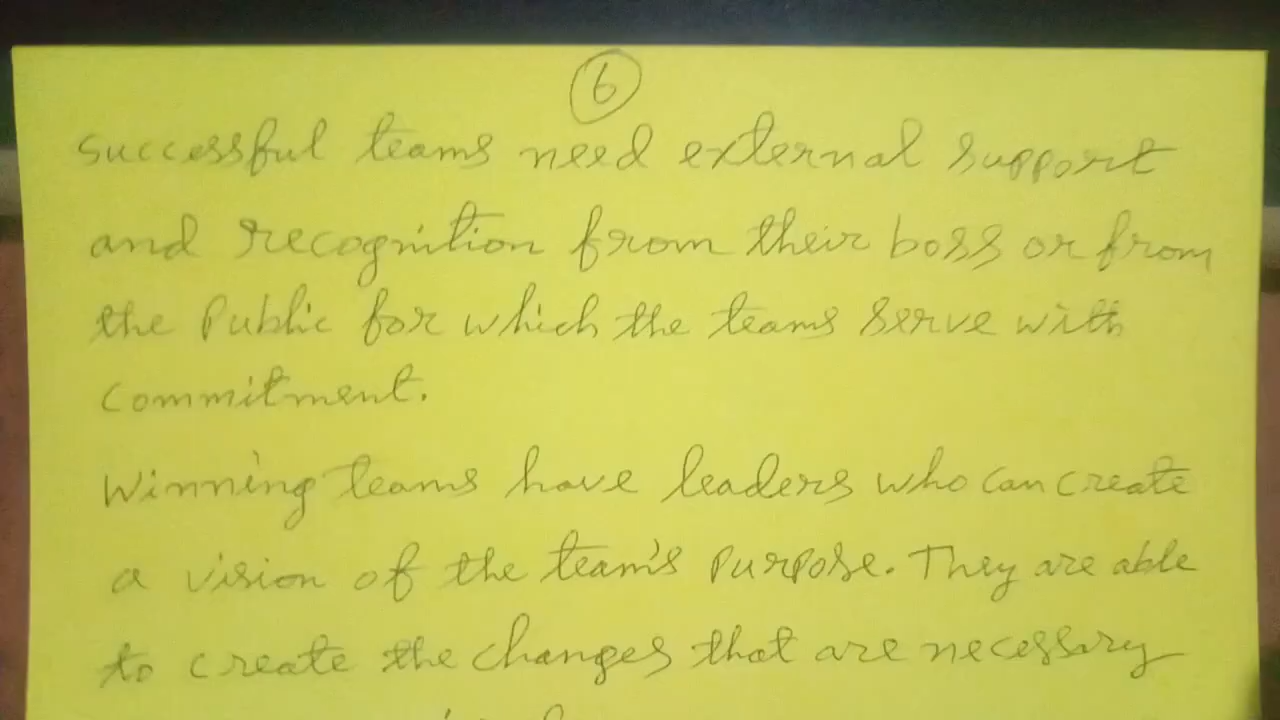 6
Successful teams need external support
and recognition from their boss or from
the Public for which the teams serve with
commitment.
Winning teams have leaders who can create
a vision of the team's purpose. They are able
to create the changes that are necessary